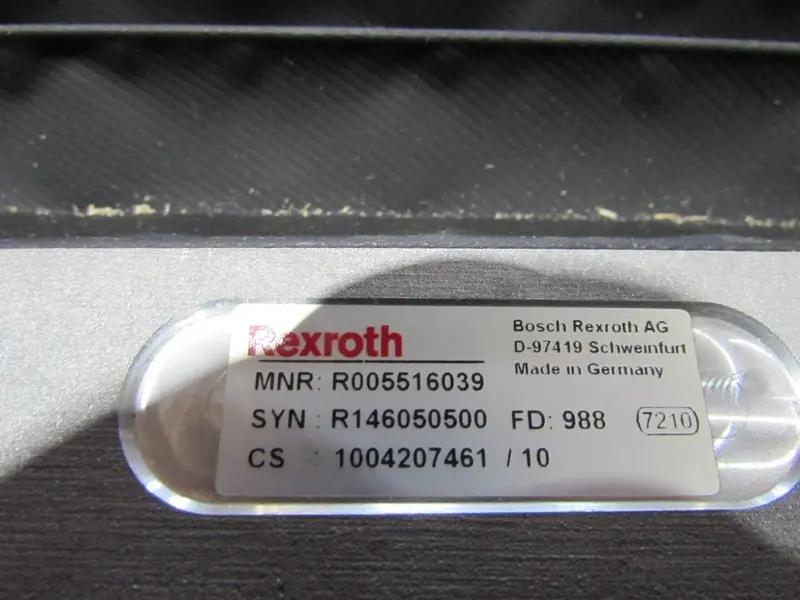 Rexroth
Bosch Rexroth AG
D-97419 Schweinfurt
Made in Germany
MNR: R005516039
SYN : R146050500 FD: 988 7210
CS : 1004207461 / 10